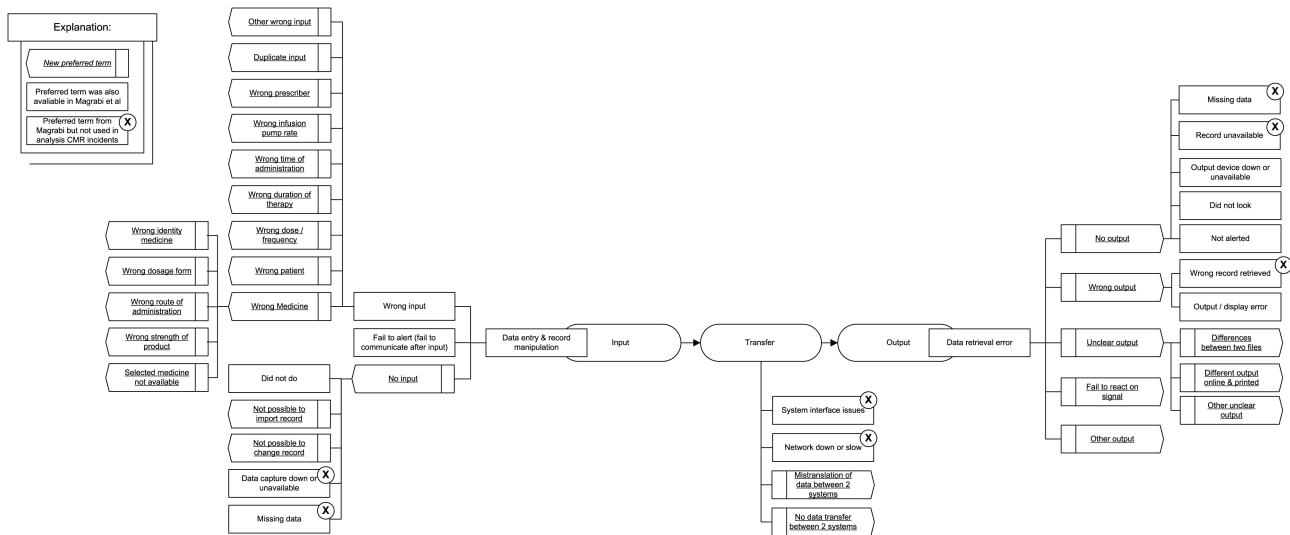 Explanation:
New preferred term
Preferred term was also
avaliable in Magrabi et al
Preferred term from
Magrabi but not used in
analysis CMR incidents
X
Other wrong input
Duplicate input
Wrong prescriber
Wrong infusion
pump rate
Wrong time of
administration
Wrong duration of
therapy
Wrong dose /
frequency
Wrong patient
Wrong Medicine
Wrong identity
medicine
Wrong dosage form
Wrong route of
administration
Wrong strength of
product
Selected medicine
not available
Wrong input
Fail to alert (fail to
communicate after input)
No input
Did not do
Not possible to
import record
Not possible to
change record
Data capture down or
unavailable
X
Missing data
X
Data entry & record
manipulation
Input
Transfer
Output
Data retrieval error
System interface issues
X
Network down or slow
X
Mistranslation of
data between 2
systems
No data transfer
between 2 systems
No output
Missing data
X
Record unavailable
X
Output device down or
unavailable
Did not look
Not alerted
Wrong output
Wrong record retrieved
X
Output / display error
Unclear output
Differences
between two files
Different output
online & printed
Other unclear
output
Fail to react on
signal
Other output